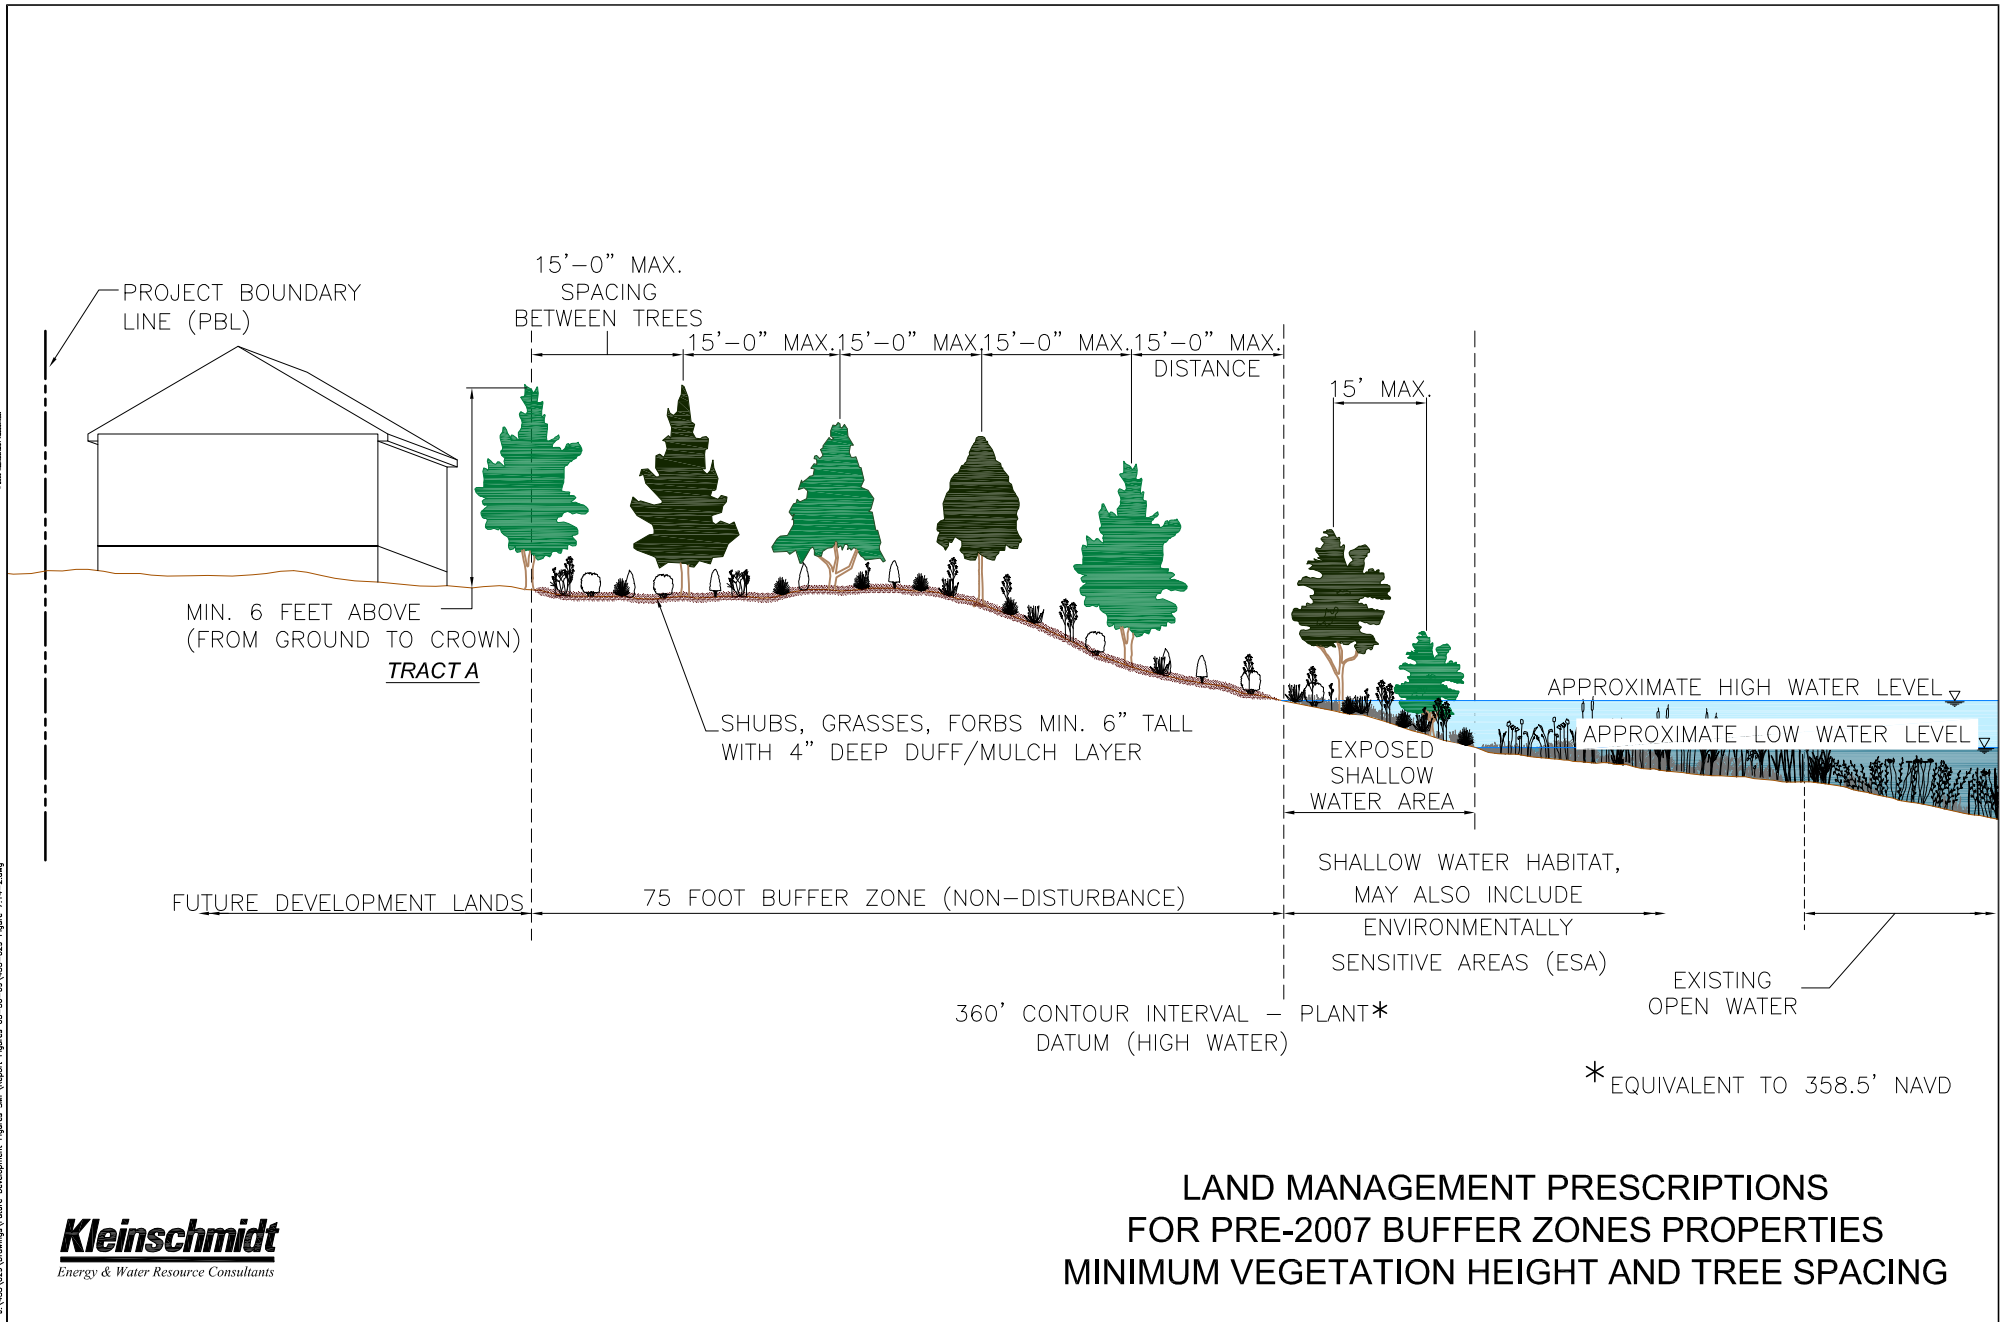 15’-0” MAX.
SPACING
BETWEEN TREES
PROJECT BOUNDARY
LINE (PBL)
15’-0” MAX.
15’-0” MAX.
15’-0” MAX.
15’-0” MAX.
DISTANCE
15’ MAX.
MIN. 6 FEET ABOVE
(FROM GROUND TO CROWN)
TRACT A
SHUBS, GRASSES, FORBS MIN. 6” TALL
WITH 4” DEEP DUFF/MULCH LAYER
APPROXIMATE HIGH WATER LEVEL
APPROXIMATE LOW WATER LEVEL
EXPOSED
SHALLOW
WATER AREA
FUTURE DEVELOPMENT LANDS
75 FOOT BUFFER ZONE (NON-DISTURBANCE)
SHALLOW WATER HABITAT,
MAY ALSO INCLUDE
ENVIRONMENTALLY
SENSITIVE AREAS (ESA)
EXISTING
OPEN WATER
360’ CONTOUR INTERVAL – PLANT*
DATUM (HIGH WATER)
* EQUIVALENT TO 358.5’ NAVD
LAND MANAGEMENT PRESCRIPTIONS
FOR PRE-2007 BUFFER ZONES PROPERTIES
MINIMUM VEGETATION HEIGHT AND TREE SPACING
Kleinschmidt
Energy & Water Resource Consultants